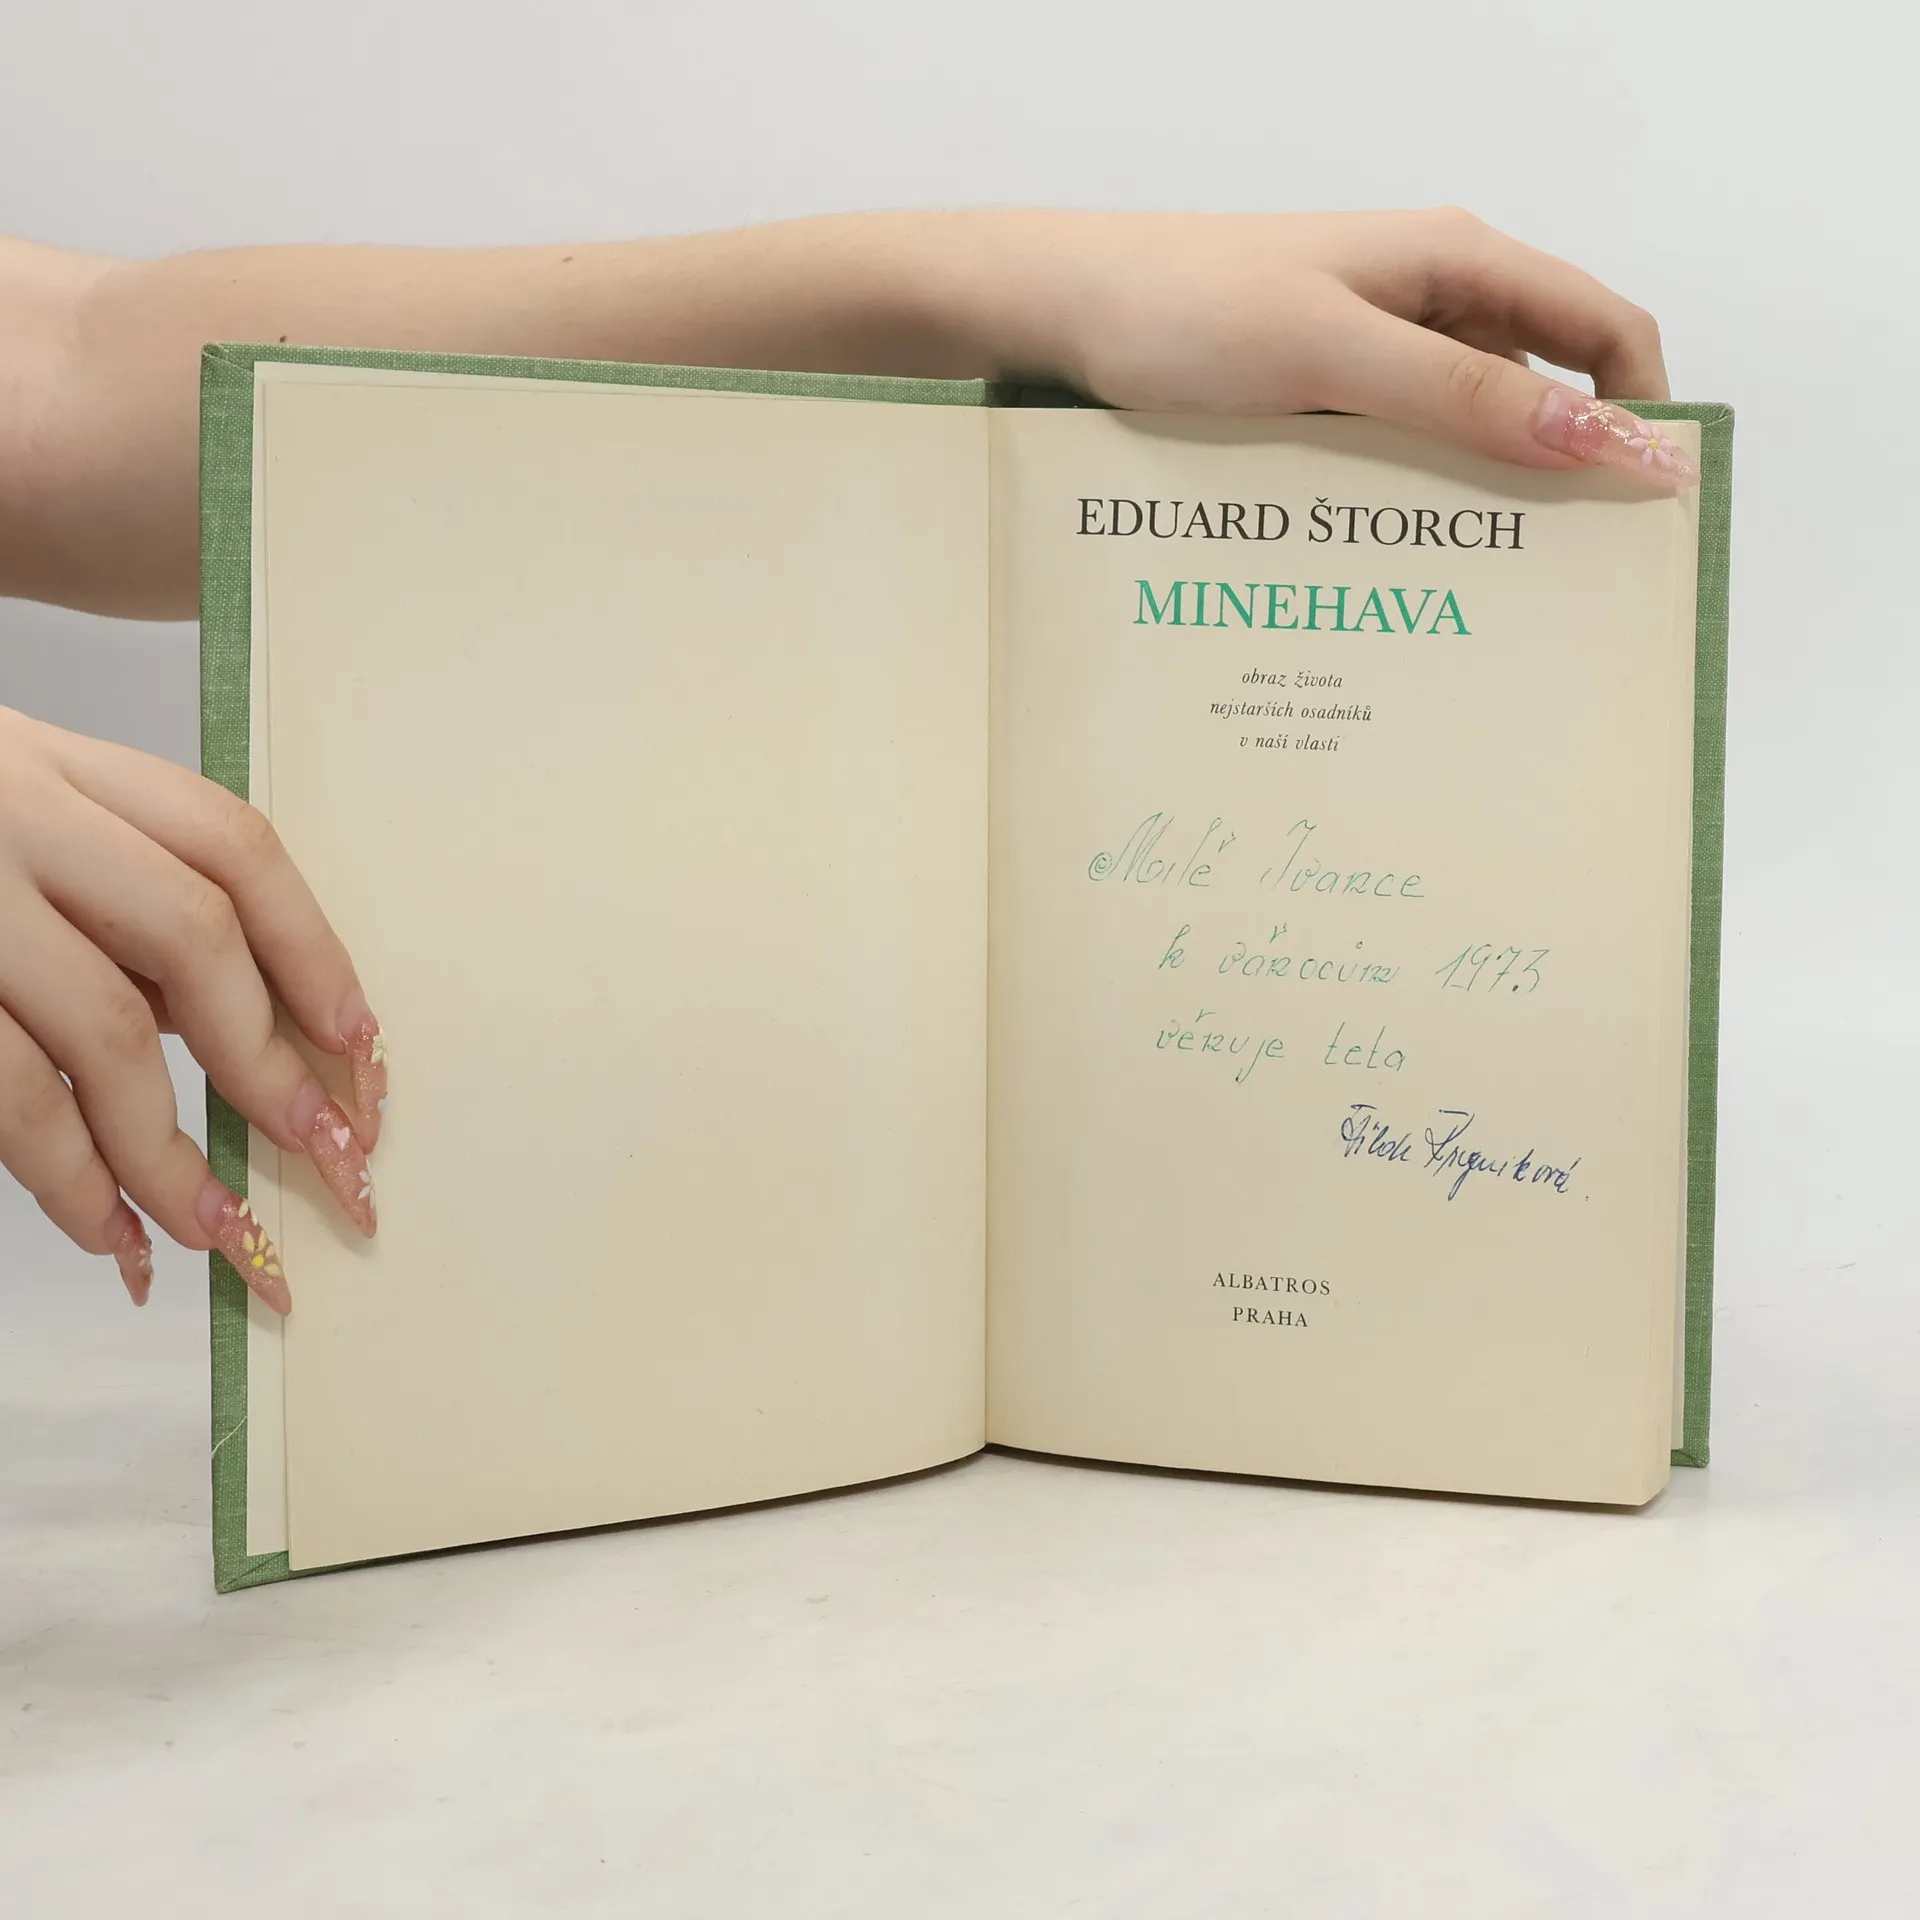 EDUARD ŠTORCH
MINEHAVA
obraz života
nejstarších osadníků
v naší vlasti
Milé Ivance
k vánocům 1973
věnuje teta
ALBATROS
PRAHA